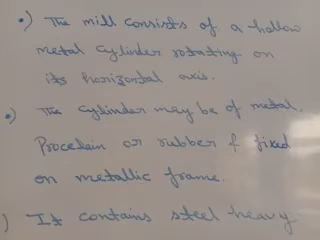 •) The mill consists of a hollow
metal cylinder rotating on
its horizontal axis.
•) The cylinder may be of metal.
Procelain or rubber & fixed
on metallic frame.
) It contains steel heavy